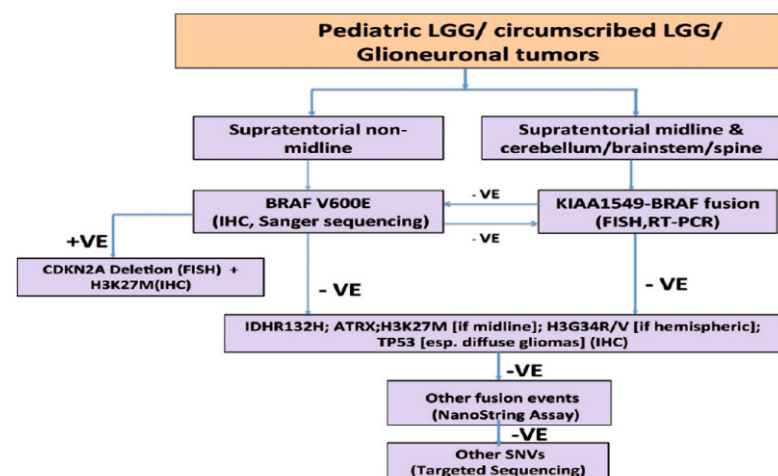 Pediatric LGG/ circumscribed LGG/
Glioneuronal tumors
Supratentorial non-
midline
Supratentorial midline &
cerebellum/brainstem/spine
BRAF V600E
(IHC, Sanger sequencing)
- VE
- VE
KIAA1549-BRAF fusion
(FISH,RT-PCR)
+VE
CDKN2A Deletion (FISH) +
H3K27M(IHC)
- VE
- VE
IDHR132H; ATRX;H3K27M [if midline]; H3G34R/V [if hemispheric];
TP53 [esp. diffuse gliomas] (IHC)
-VE
Other fusion events
(NanoString Assay)
-VE
Other SNVs
(Targeted Sequencing)